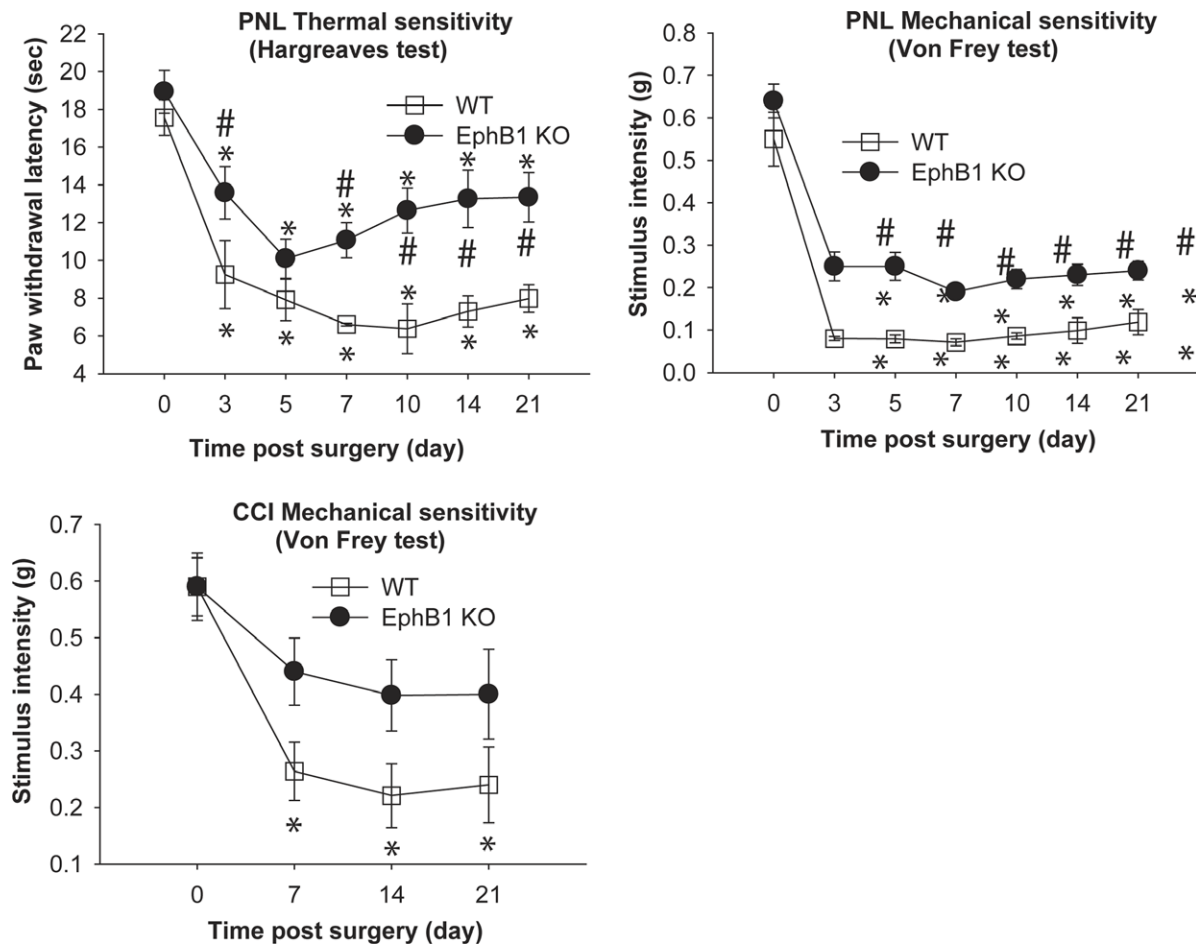 PNL Thermal sensitivity
(Hargreaves test)
Paw withdrawal latency (sec)
22
20
18
16
14
12
10
8
6
4
WT
EphB1 KO
#
*
*
*
*
#
*
*
*
#
*
*
#
*
*
#
*
0
3
5
7
10
14
21
Time post surgery (day)
PNL Mechanical sensitivity
(Von Frey test)
Stimulus intensity (g)
0.8
0.7
0.6
0.5
0.4
0.3
0.2
0.1
0.0
WT
EphB1 KO
# # # # # #
* * * * * *
* * * * * *
0
3
5
7
10
14
21
Time post surgery (day)
CCI Mechanical sensitivity
(Von Frey test)
Stimulus intensity (g)
0.7
0.6
0.5
0.4
0.3
0.2
0.1
WT
EphB1 KO
* * *
0
7
14
21
Time post surgery (day)